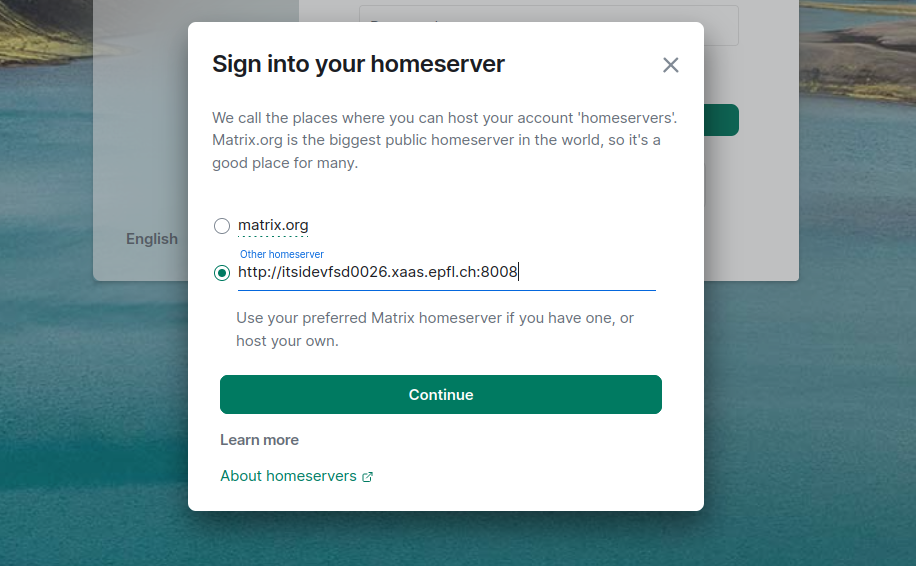 Sign into your homeserver
We call the places where you can host your account 'homeservers'.
Matrix.org is the biggest public homeserver in the world, so it's a
good place for many.
matrix.org
Other homeserver
http://itsidevfsd0026.xaas.epfl.ch:8008
English
Use your preferred Matrix homeserver if you have one, or
host your own.
Continue
Learn more
About homeservers